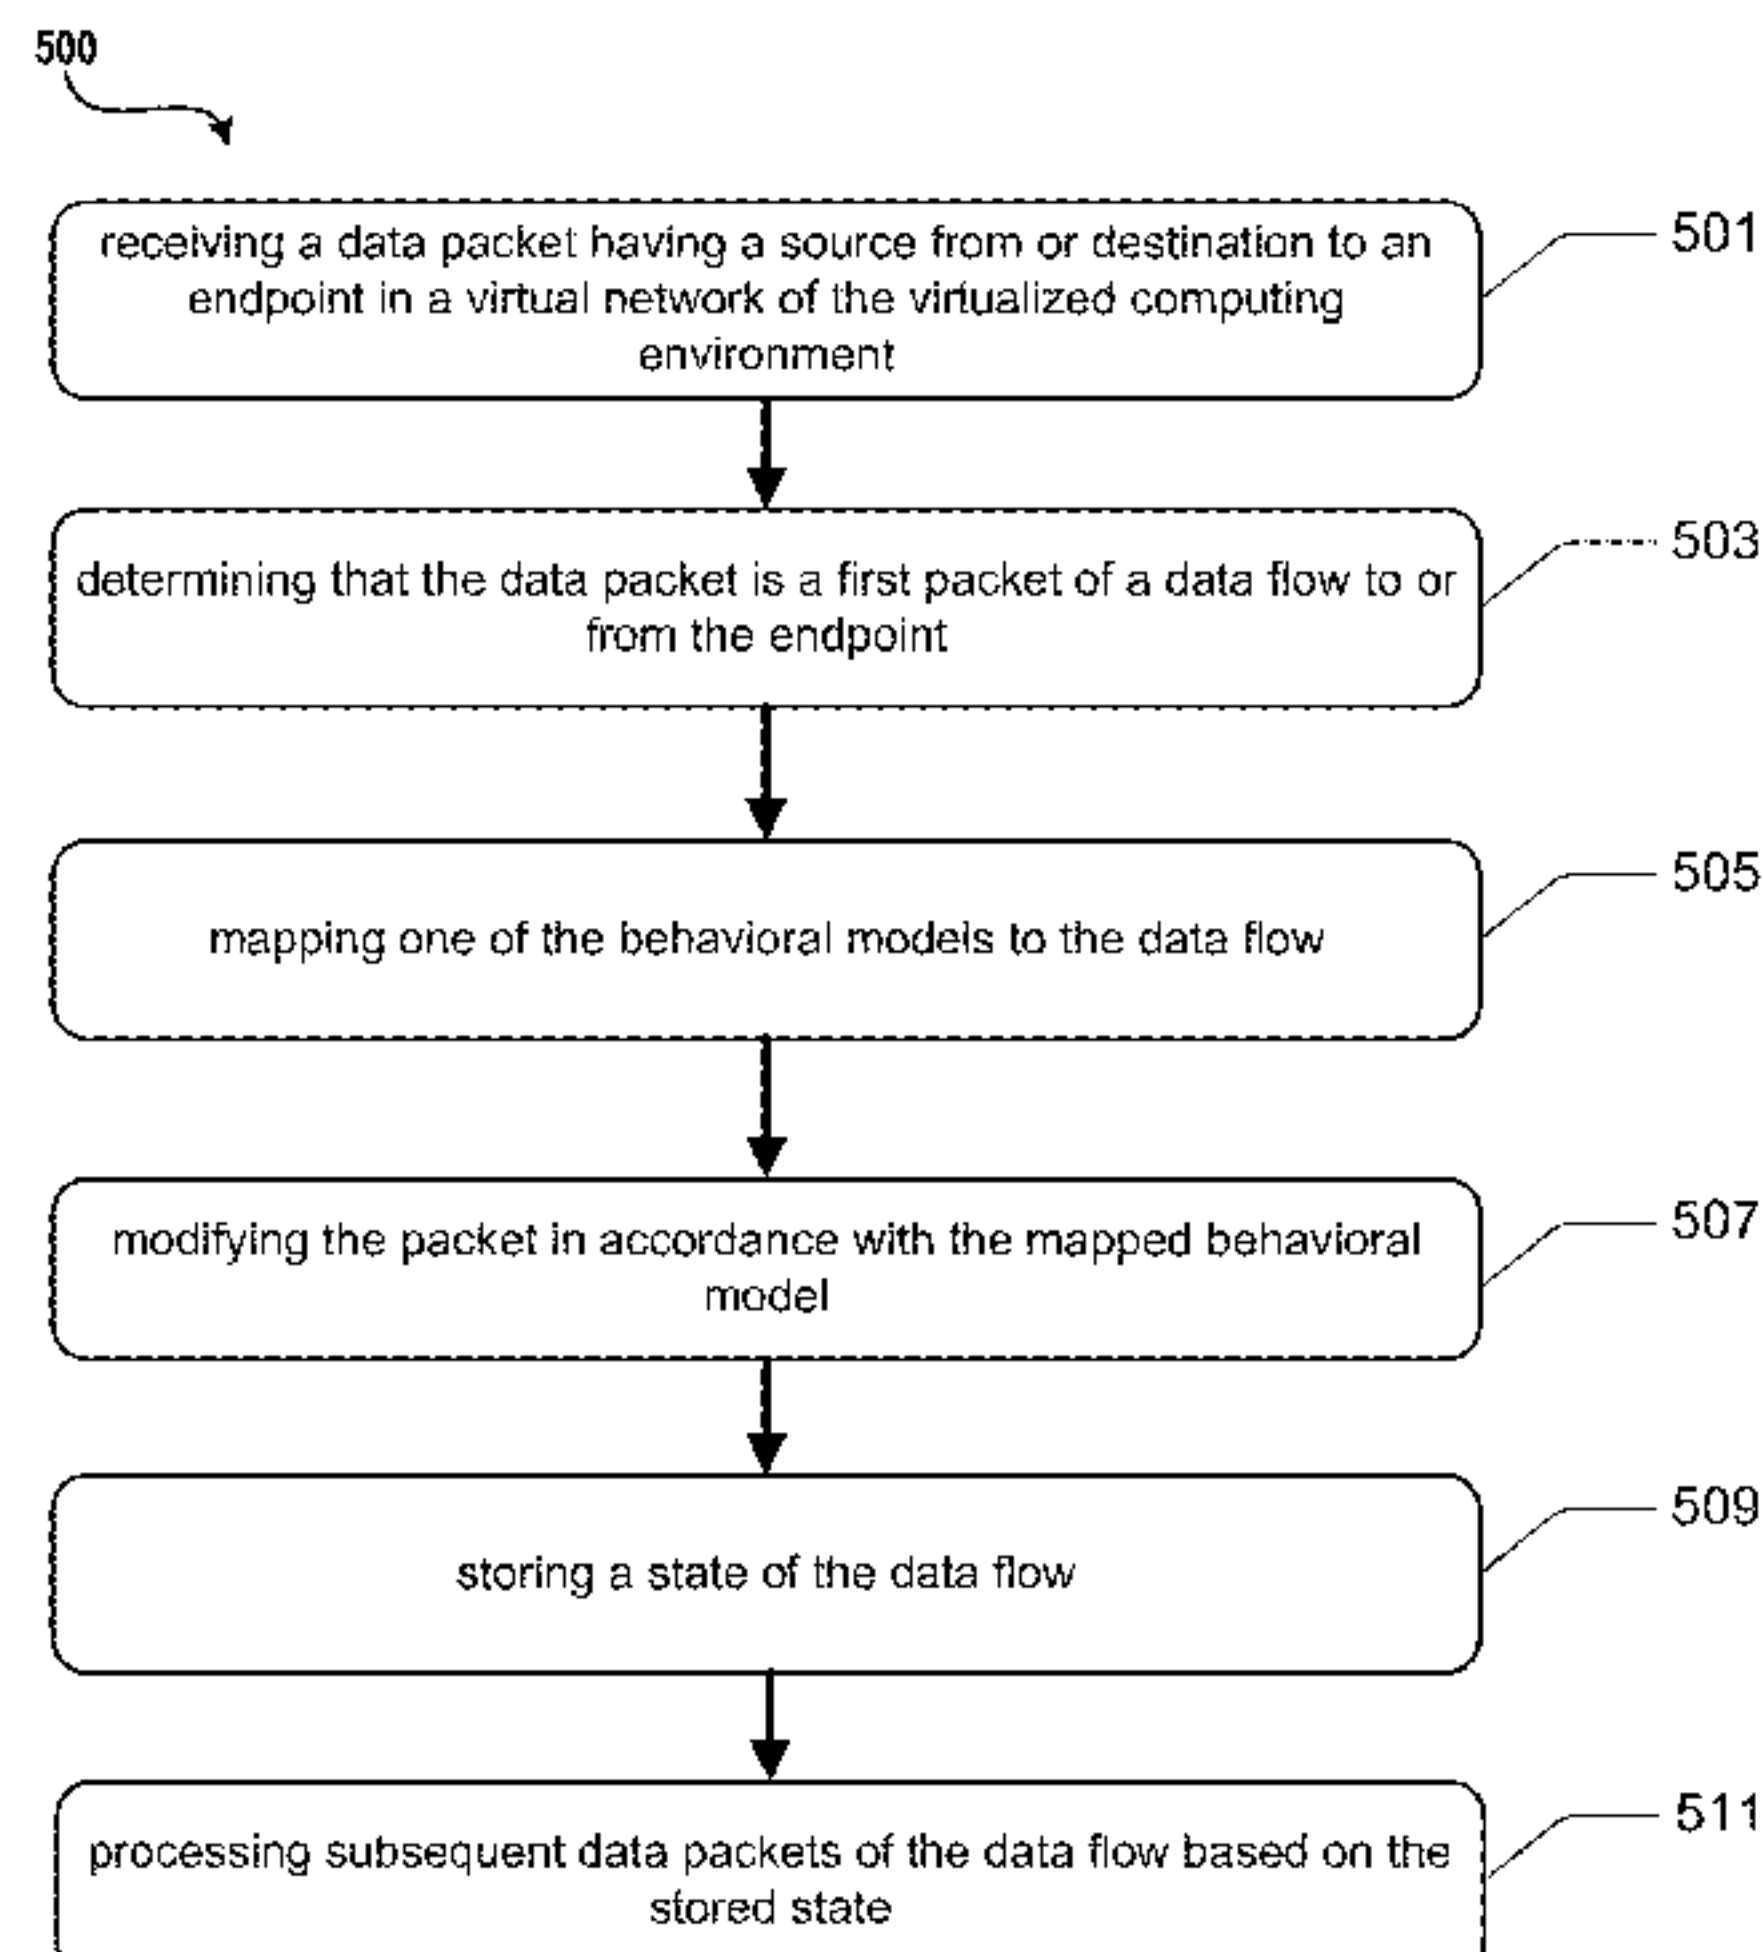 500
receiving a data packet having a source from or destination to an
endpoint in a virtual network of the virtualized computing
environment
501
determining that the data packet is a first packet of a data flow to or
from the endpoint
503
mapping one of the behavioral models to the data flow
505
modifying the packet in accordance with the mapped behavioral
model
507
storing a state of the data flow
509
processing subsequent data packets of the data flow based on the
stored state
511